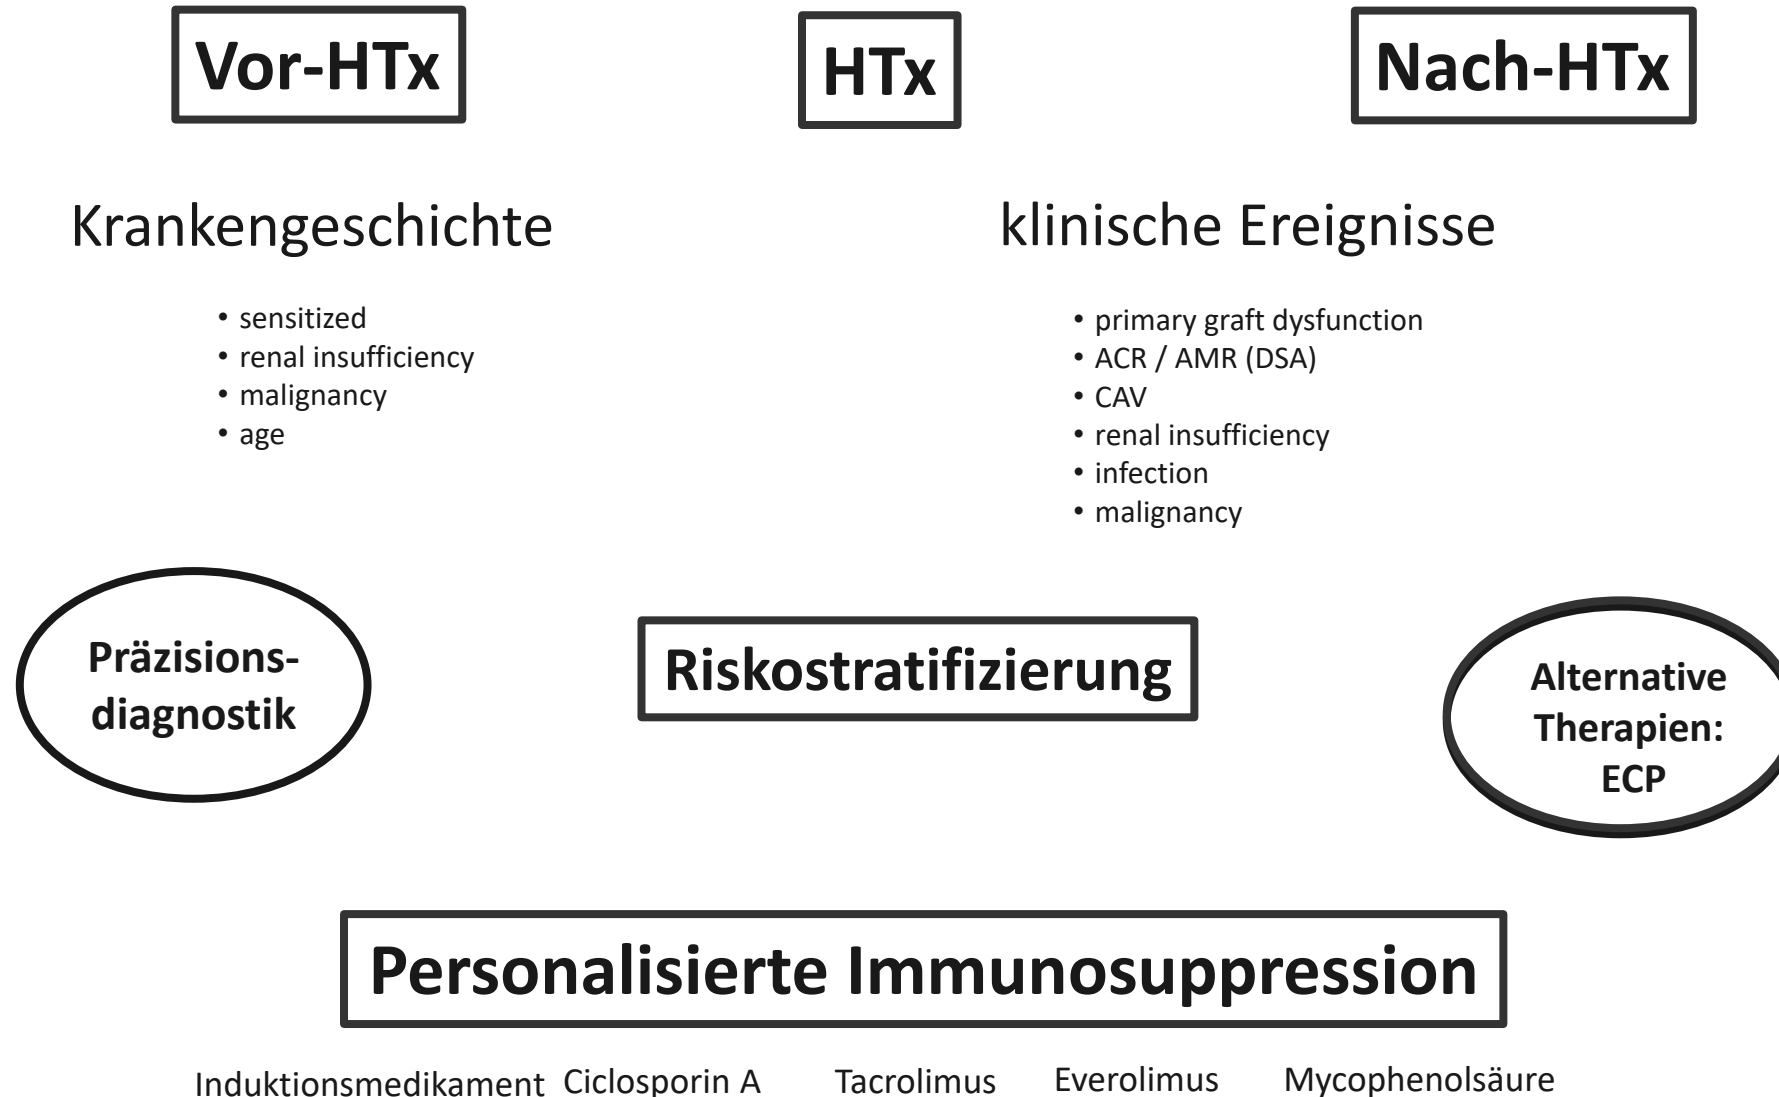 Vor-HTx
HTx
Nach-HTx
Krankengeschichte
• sensitized
• renal insufficiency
• malignancy
• age
klinische Ereignisse
• primary graft dysfunction
• ACR / AMR (DSA)
• CAV
• renal insufficiency
• infection
• malignancy
Präzisions-
diagnostik
Riskostratifizierung
Alternative
Therapien:
ECP
Personalisierte Immunosuppression
Induktionsmedikament Ciclosporin A Tacrolimus Everolimus Mycophenolsäure